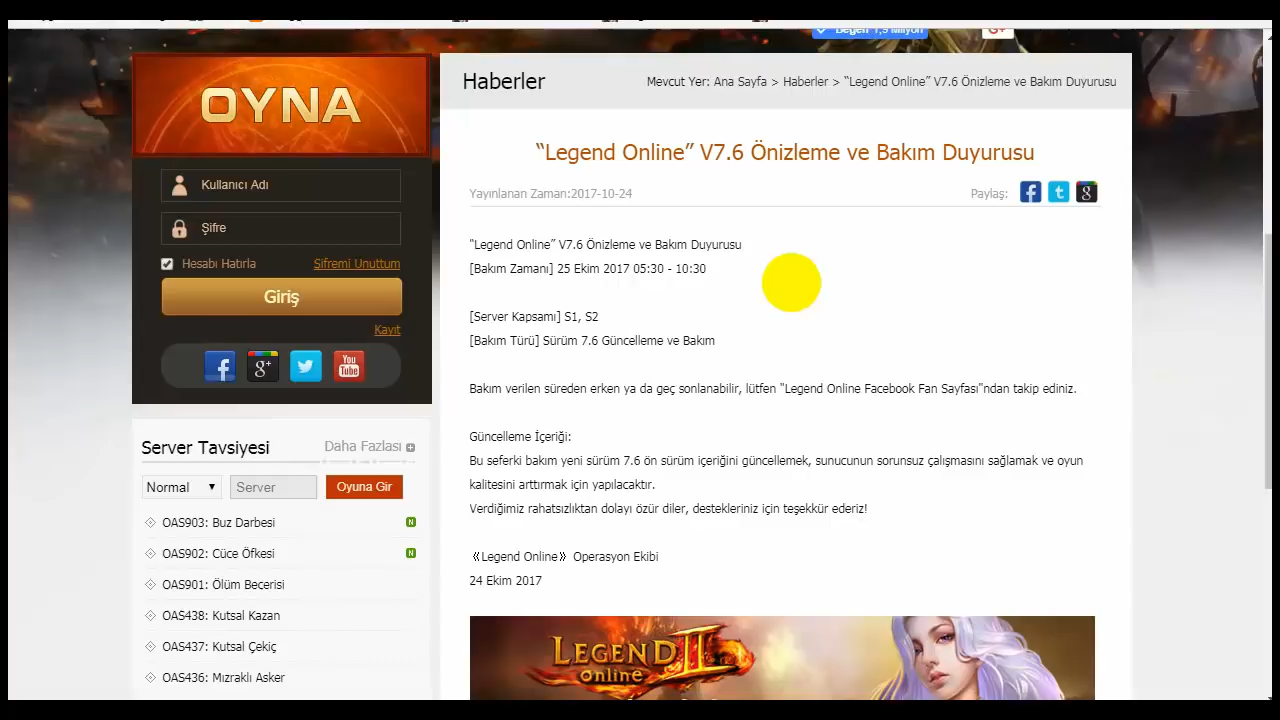 Beğen 1,9 Milyon
G+
OYNA
Kullanıcı Adı
Şifre
Hesabı Hatırla
Şifremi Unuttum
Giriş
Kayıt
g+
You Tube
Server Tavsiyesi
Daha Fazlası
Normal
Server
Oyuna Gir
OAS903: Buz Darbesi
N
OAS902: Cüce Öfkesi
N
OAS901: Ölüm Becerisi
OAS438: Kutsal Kazan
OAS437: Kutsal Çekiç
OAS436: Mızraklı Asker
Haberler
Mevcut Yer: Ana Sayfa > Haberler > “Legend Online” V7.6 Önizleme ve Bakım Duyurusu
“Legend Online” V7.6 Önizleme ve Bakım Duyurusu
Yayınlanan Zaman:2017-10-24
Paylaş:
“Legend Online” V7.6 Önizleme ve Bakım Duyurusu
[Bakım Zamanı] 25 Ekim 2017 05:30 - 10:30
[Server Kapsamı] S1, S2
[Bakım Türü] Sürüm 7.6 Güncelleme ve Bakım
Bakım verilen süreden erken ya da geç sonlanabilir, lütfen "Legend Online Facebook Fan Sayfası"ndan takip ediniz.
Güncelleme İçeriği:
Bu seferki bakım yeni sürüm 7.6 ön sürüm içeriğini güncellemek, sunucunun sorunsuz çalışmasını sağlamak ve oyun
kalitesini arttırmak için yapılacaktır.
Verdiğimiz rahatsızlıktan dolayı özür diler, destekleriniz için teşekkür ederiz!
《Legend Online》 Operasyon Ekibi
24 Ekim 2017
LEGEND II
online